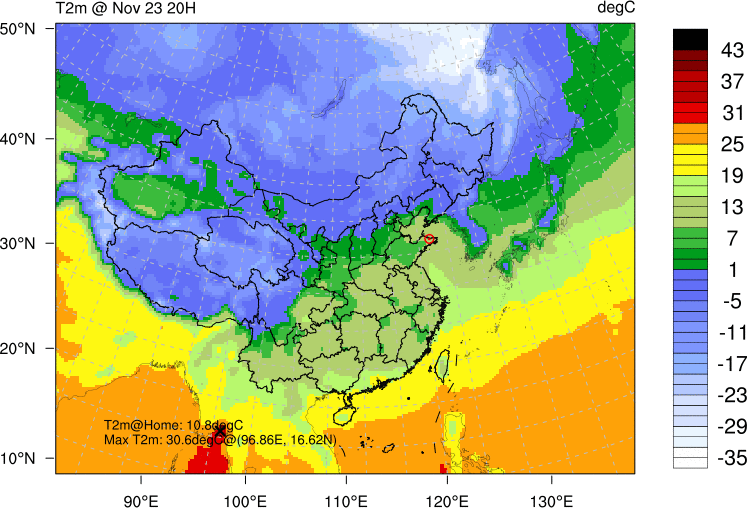 T2m @ Nov 23 20H
degC
50°N
40°N
30°N
20°N
10°N
90°E
100°E
110°E
120°E
130°E
T2m@Home: 10.8degC
Max T2m: 30.6degC@(96.86E, 16.62N)
43
37
31
25
19
13
7
1
-5
-11
-17
-23
-29
-35